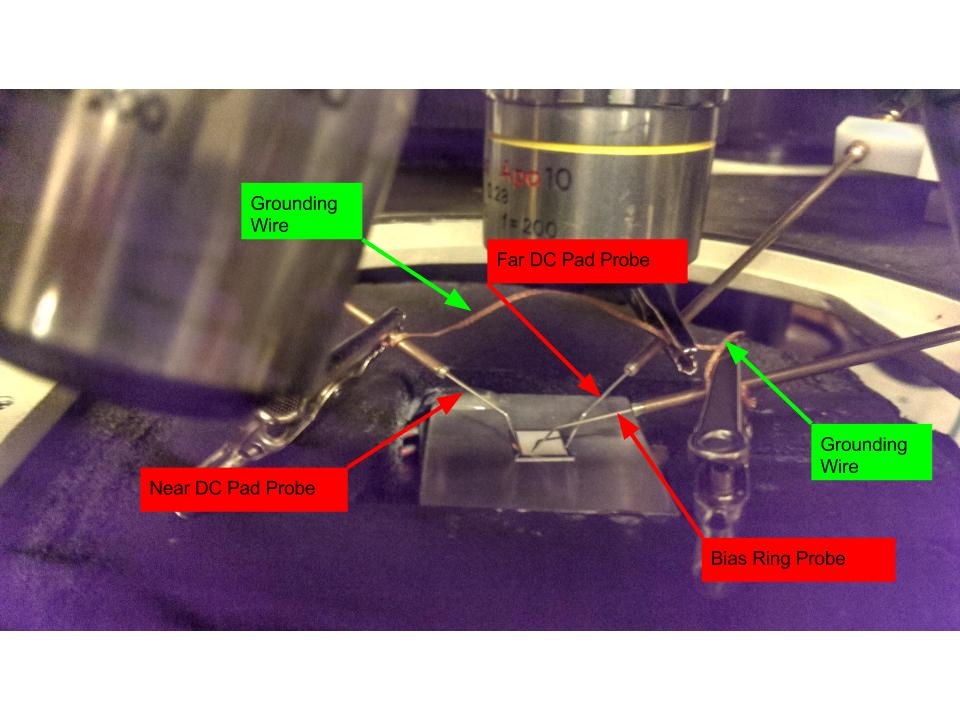 Apo 10
0.28
f = 200
Grounding
Wire
Far DC Pad Probe
Near DC Pad Probe
Grounding
Wire
Bias Ring Probe